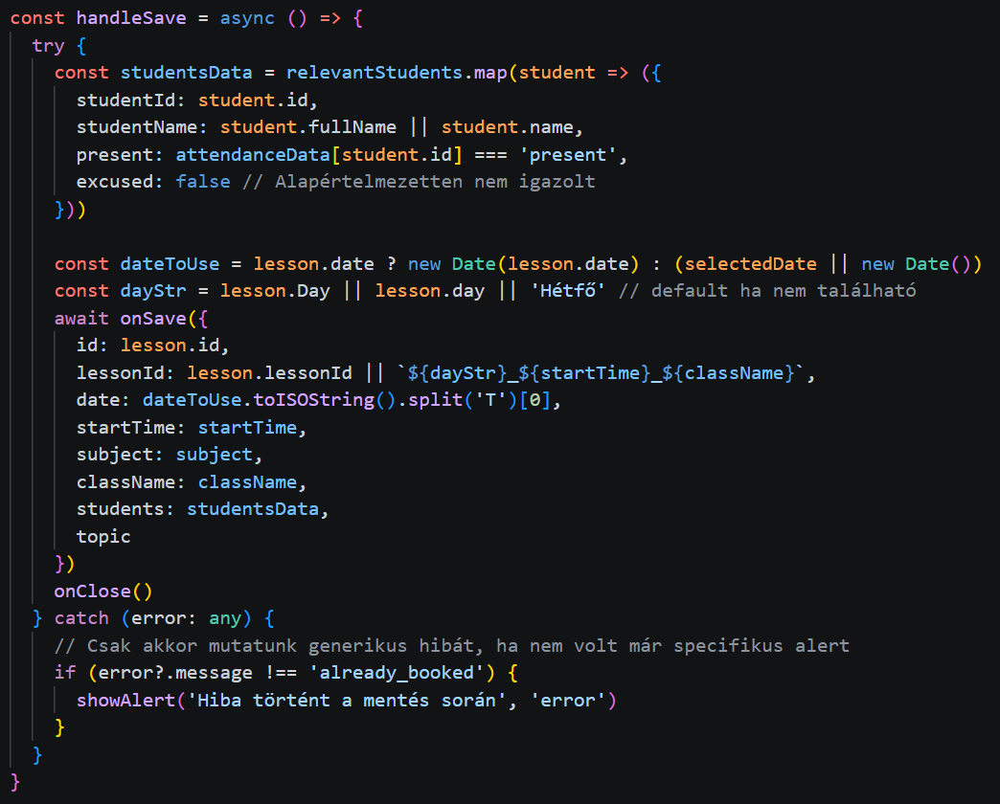 const handleSave = async () => {
  try {
    const studentsData = relevantStudents.map(student => ({
      studentId: student.id,
      studentName: student.fullName || student.name,
      present: attendanceData[student.id] === 'present',
      excused: false // Alapértelmezetten nem igazolt
    }))

    const dateToUse = lesson.date ? new Date(lesson.date) : (selectedDate || new Date())
    const dayStr = lesson.Day || lesson.day || 'Hétfő' // default ha nem található
    await onSave({
      id: lesson.id,
      lessonId: lesson.lessonId || `${dayStr}_${startTime}_${className}`,
      date: dateToUse.toISOString().split('T')[0],
      startTime: startTime,
      subject: subject,
      className: className,
      students: studentsData,
      topic
    })
    onClose()
  } catch (error: any) {
    // Csak akkor mutatunk generikus hibát, ha nem volt már specifikus alert
    if (error?.message !== 'already_booked') {
      showAlert('Hiba történt a mentés során', 'error')
    }
  }
}